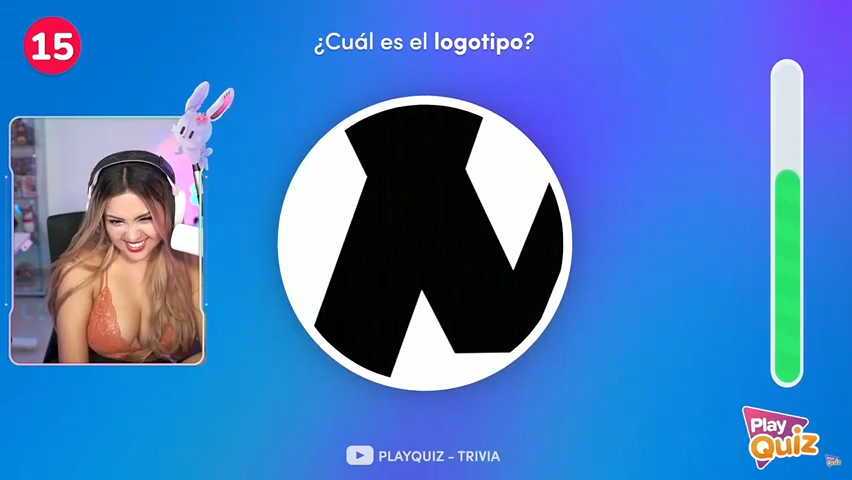 15
¿Cuál es el logotipo?
PLAYQUIZ - TRIVIA
Play
Quiz